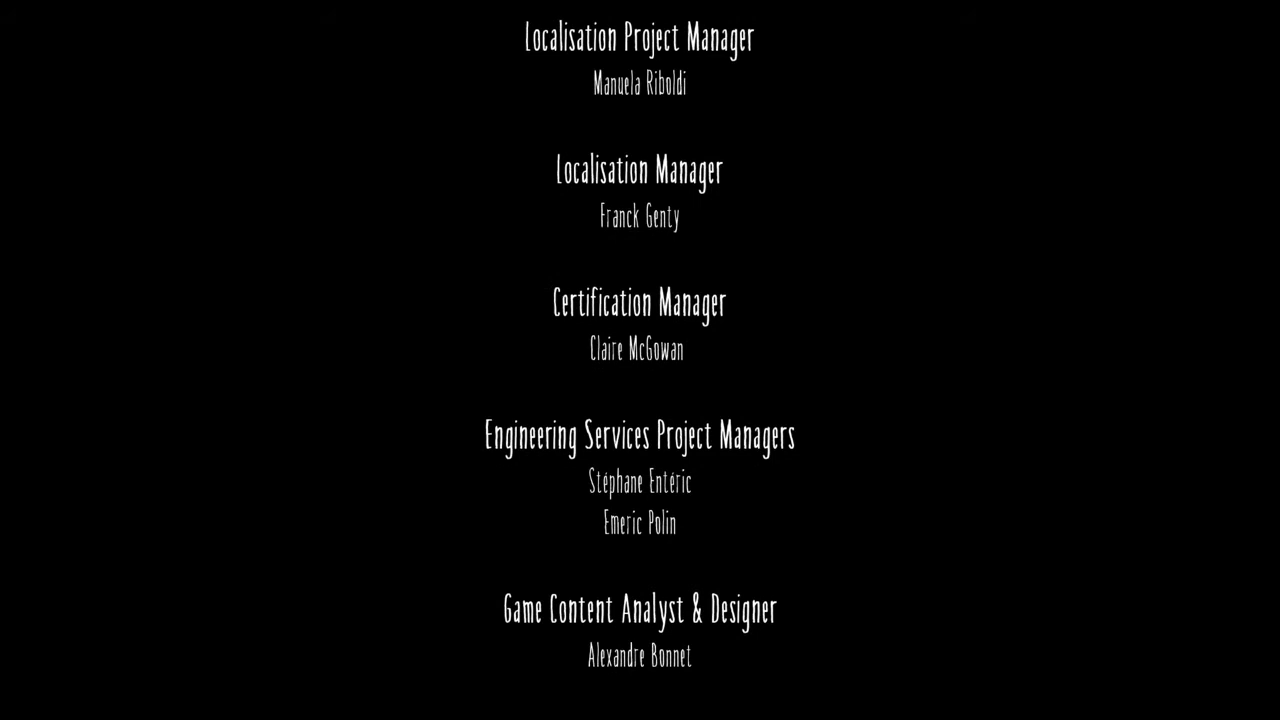 Localisation Project Manager
Manuela Riboldi
Localisation Manager
Franck Genty
Certification Manager
Claire McGowan
Engineering Services Project Managers
Stéphane Entéric
Emeric Polin
Game Content Analyst & Designer
Alexandre Bonnet